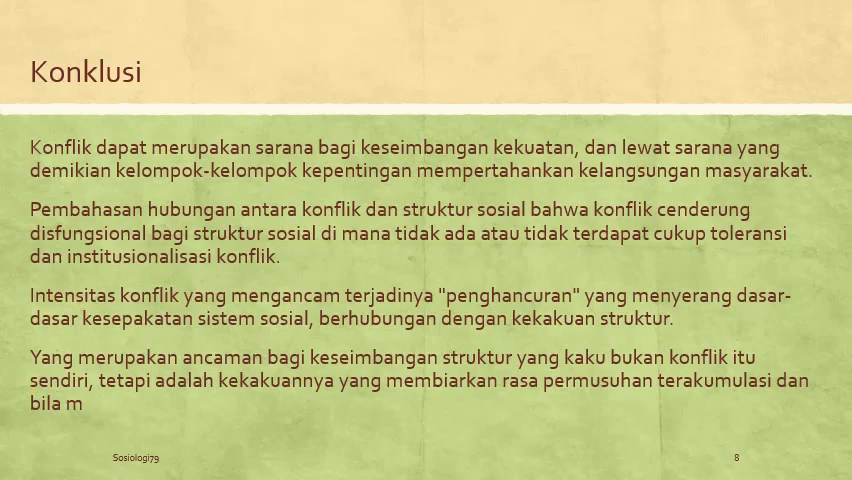 Konklusi
Konflik dapat merupakan sarana bagi keseimbangan kekuatan, dan lewat sarana yang
demikian kelompok-kelompok kepentingan mempertahankan kelangsungan masyarakat.
Pembahasan hubungan antara konflik dan struktur sosial bahwa konflik cenderung
disfungsional bagi struktur sosial di mana tidak ada atau tidak terdapat cukup toleransi
dan institusionalisasi konflik.
Intensitas konflik yang mengancam terjadinya "penghancuran" yang menyerang dasar-
dasar kesepakatan sistem sosial, berhubungan dengan kekakuan struktur.
Yang merupakan ancaman bagi keseimbangan struktur yang kaku bukan konflik itu
sendiri, tetapi adalah kekakuannya yang membiarkan rasa permusuhan terakumulasi dan
bila m
Sosiologi79
8